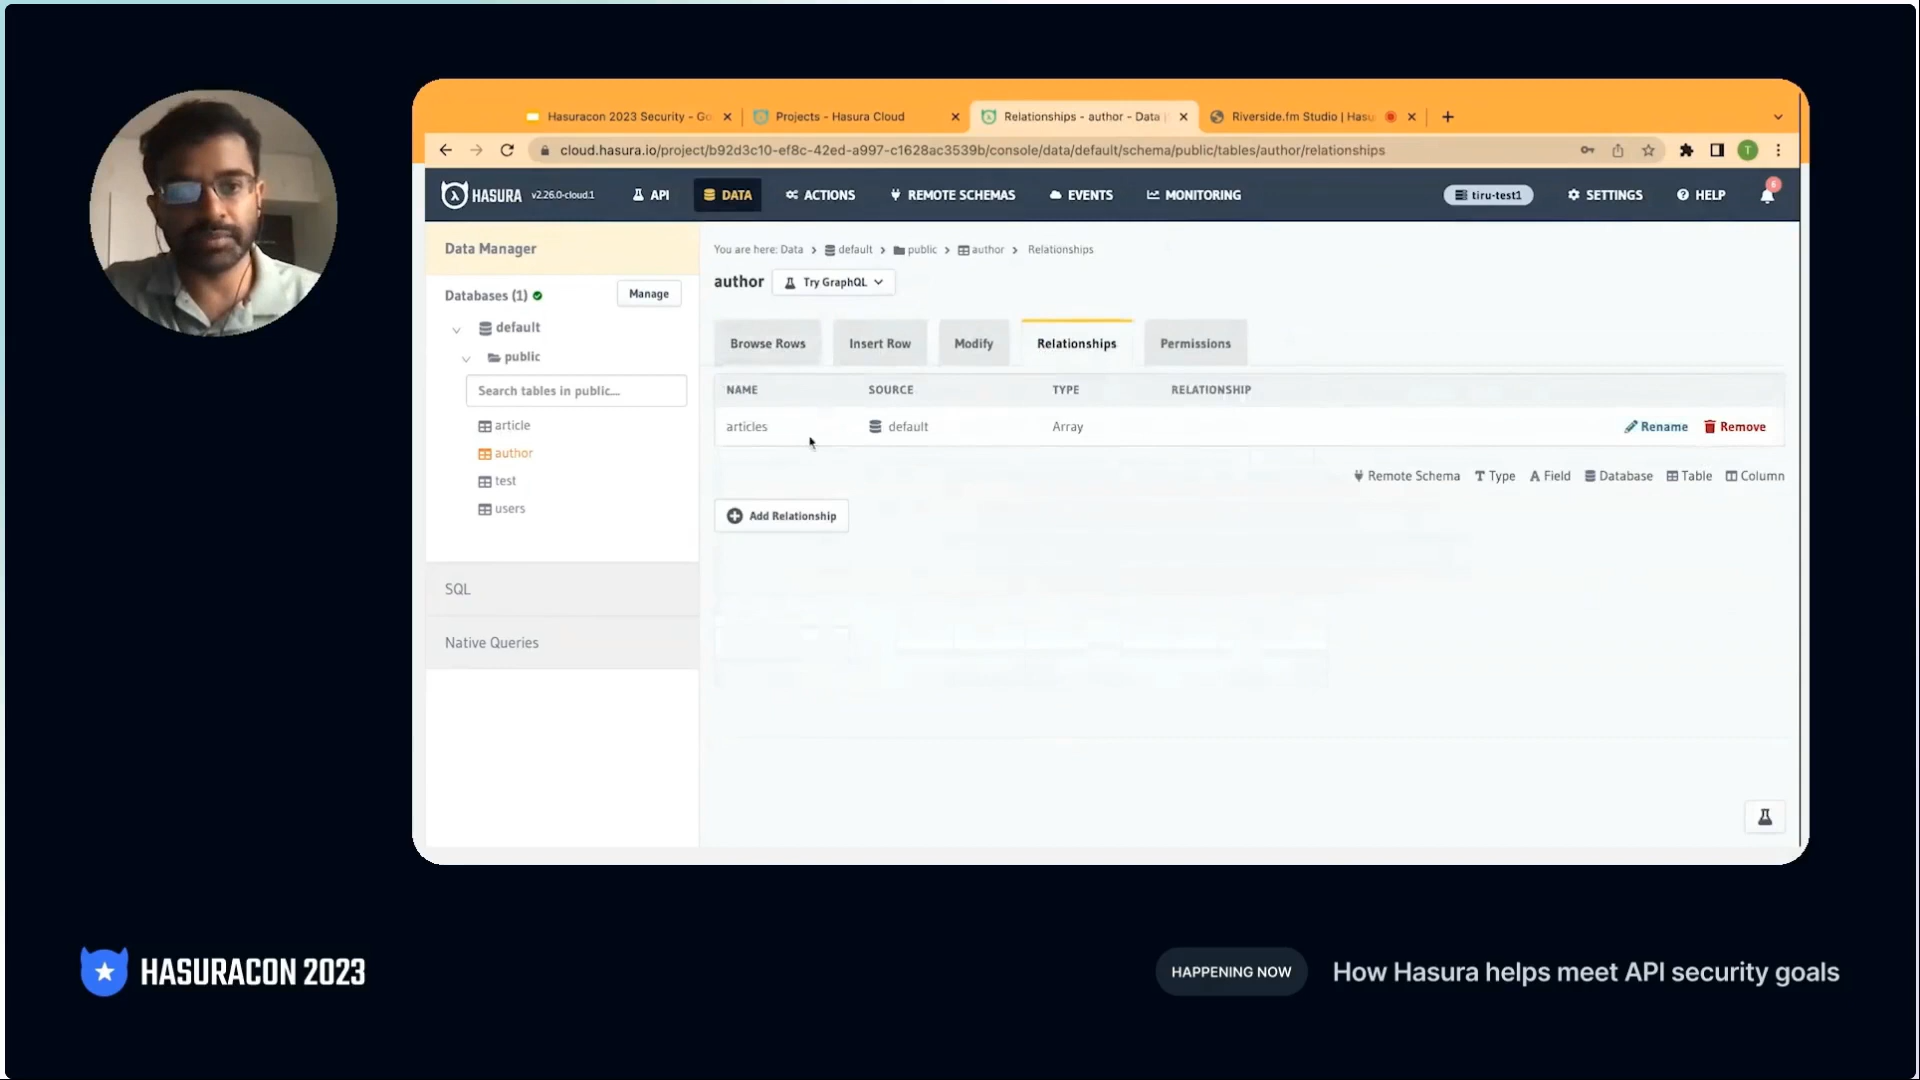 Hasuracon 2023 Security - Go
Projects - Hasura Cloud
Relationships - author - Data |
Riverside.fm Studio | Hasu
cloud.hasura.io/project/b92d3c10-ef8c-42ed-a997-c1628ac3539b/console/data/default/schema/public/tables/author/relationships
T
HASURA v2.26.0-cloud.1 API DATA ACTIONS REMOTE SCHEMAS EVENTS MONITORING tiru-test1 SETTINGS HELP 6
Data Manager
Databases (1) Manage
default
public
Search tables in public...
article
author
test
users
SQL
Native Queries
You are here: Data > default > public > author > Relationships
author Try GraphQL
Browse Rows Insert Row Modify Relationships Permissions
NAME SOURCE TYPE RELATIONSHIP
articles default Array Rename Remove
Remote Schema Type Field Database Table Column
Add Relationship
HASURACON 2023
HAPPENING NOW How Hasura helps meet API security goals